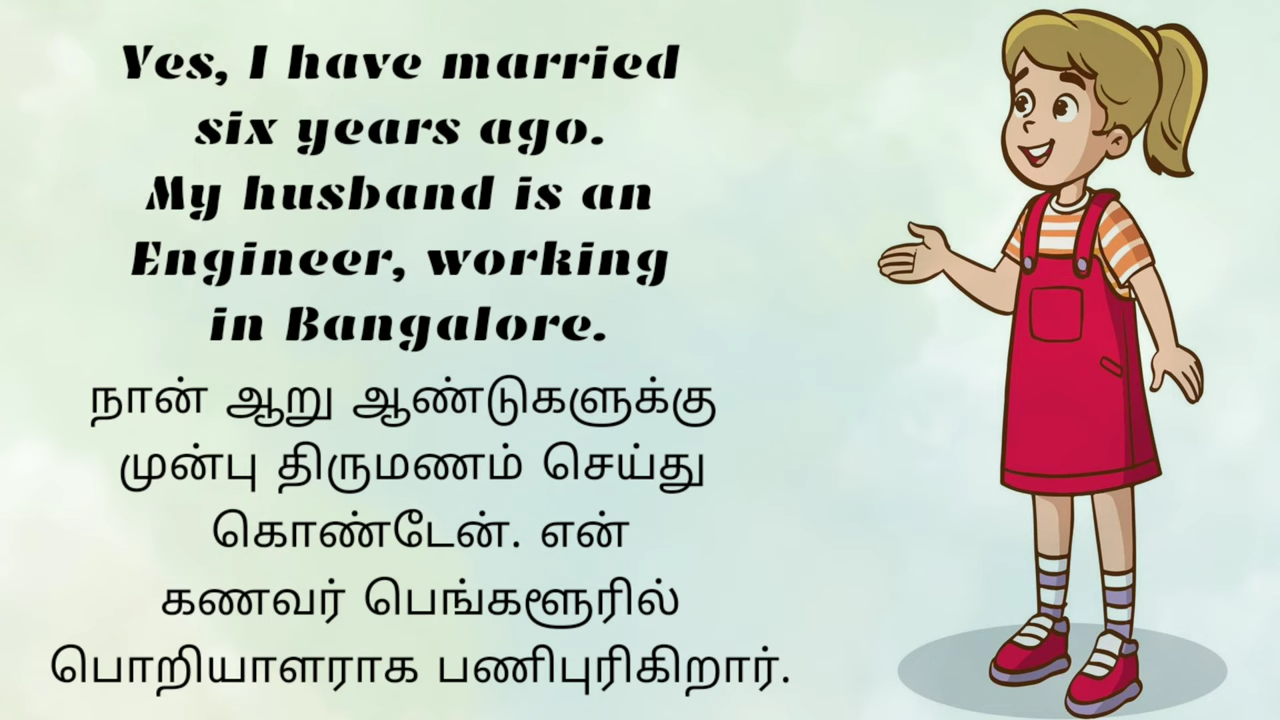 Yes, I have married
six years ago.
My husband is an
Engineer, working
in Bangalore.
நான் ஆறு ஆண்டுகளுக்கு
முன்பு திருமணம் செய்து
கொண்டேன். என்
கணவர் பெங்களூரில்
பொறியாளராக பணிபுரிகிறார்.